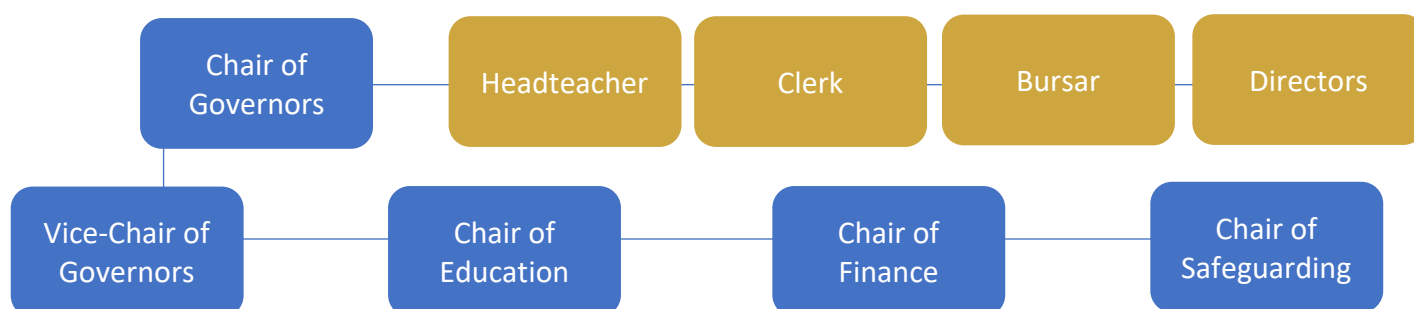 Chair of
Governors
Headteacher
Clerk
Bursar
Directors
Vice-Chair of
Governors
Chair of
Education
Chair of
Finance
Chair of
Safeguarding